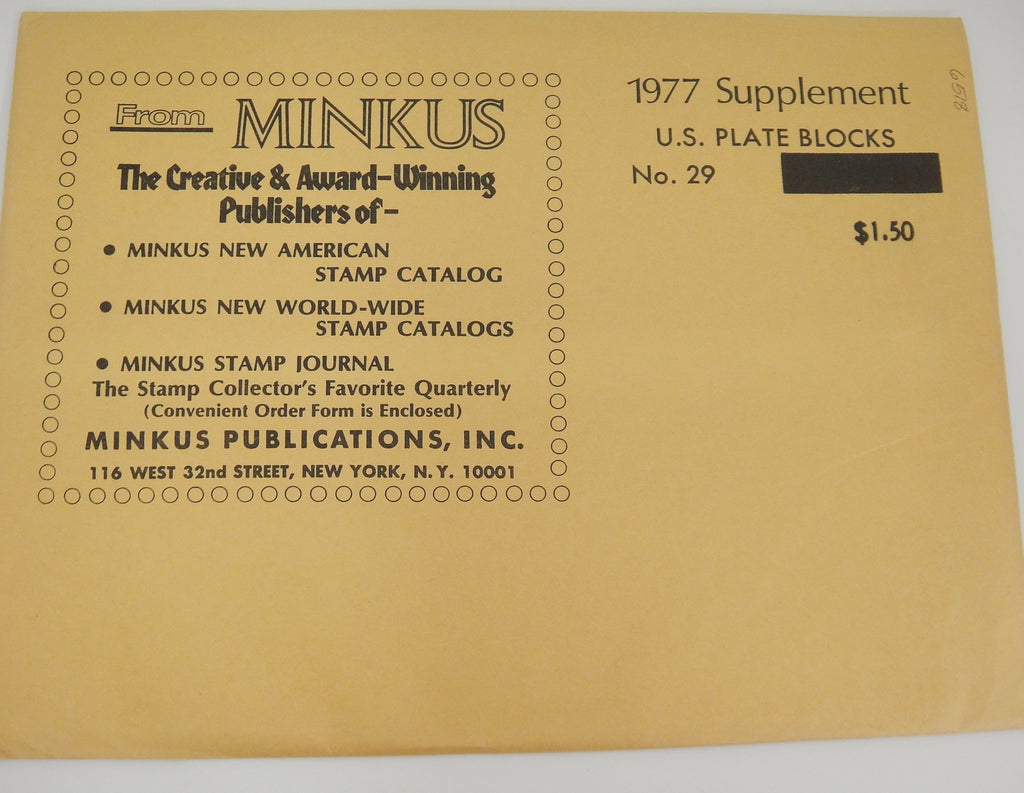 From MINKUS
The Creative & Award-Winning
Publishers of-
• MINKUS NEW AMERICAN
STAMP CATALOG
• MINKUS NEW WORLD-WIDE
STAMP CATALOGS
• MINKUS STAMP JOURNAL
The Stamp Collector's Favorite Quarterly
(Convenient Order Form is Enclosed)
MINKUS PUBLICATIONS, INC.
116 WEST 32nd STREET, NEW YORK, N.Y. 10001
1977 Supplement
U.S. PLATE BLOCKS
No. 29
$1.50